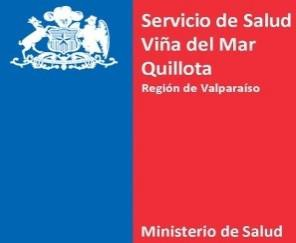 Servicio de Salud
Viña del Mar
Quillota
Región de Valparaíso
Ministerio de Salud